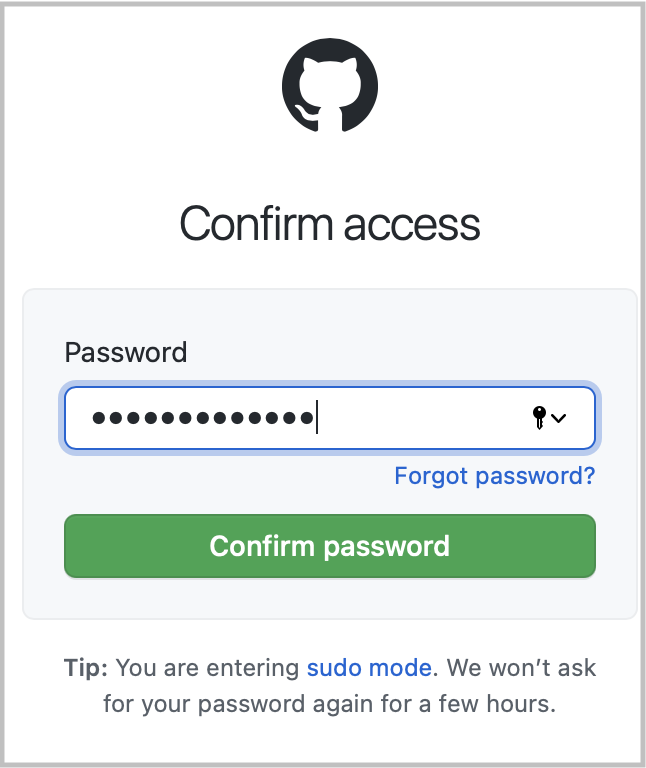 Confirm access
Password
●●●●●●●●●●●●●
Forgot password?
Confirm password
Tip: You are entering sudo mode. We won’t ask
for your password again for a few hours.